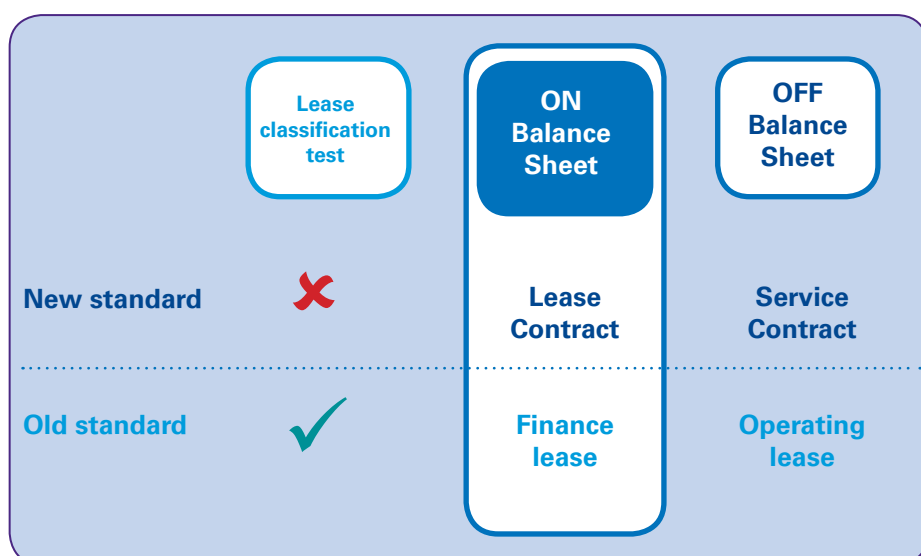 Lease
classification
test
ON
Balance
Sheet
OFF
Balance
Sheet
New standard
Lease
Contract
Service
Contract
Old standard
Finance
lease
Operating
lease